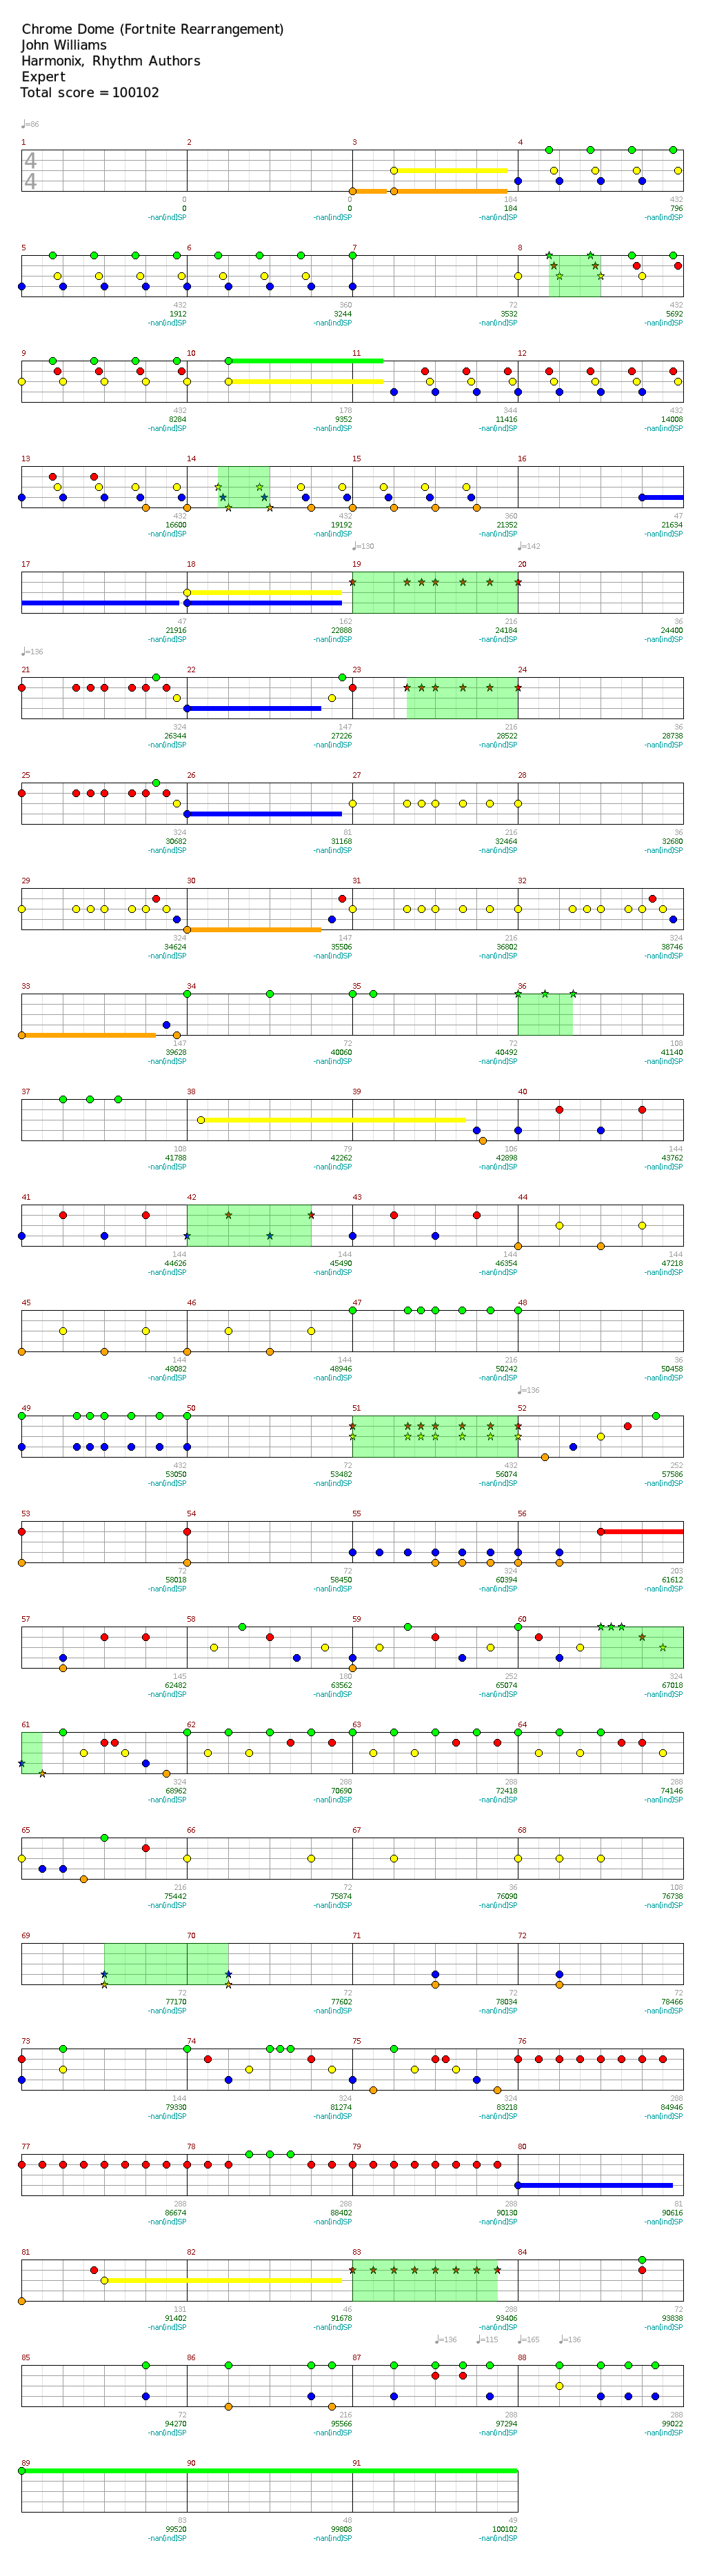 Chrome Dome (Fortnite Rearrangement)
John Williams
Harmonix, Rhythm Authors
Expert
Total score = 100102
♩=86
1 2 3 4
4
4
0 0 184 432
0 0 184 796
-nan(ind)SP -nan(ind)SP -nan(ind)SP -nan(ind)SP
5 6 7 8
432 360 72 432
1912 3244 3532 5692
-nan(ind)SP -nan(ind)SP -nan(ind)SP -nan(ind)SP
9 10 11 12
432 178 344 432
8284 9352 11416 14008
-nan(ind)SP -nan(ind)SP -nan(ind)SP -nan(ind)SP
13 14 15 16
432 432 360 47
16600 19192 21352 21634
-nan(ind)SP -nan(ind)SP -nan(ind)SP -nan(ind)SP
♩=130 ♩=142
17 18 19 20
47 162 216 36
21916 22888 24184 24400
-nan(ind)SP -nan(ind)SP -nan(ind)SP -nan(ind)SP
♩=136
21 22 23 24
324 147 216 36
26344 27226 28522 28738
-nan(ind)SP -nan(ind)SP -nan(ind)SP -nan(ind)SP
25 26 27 28
324 81 216 36
30682 31168 32464 32680
-nan(ind)SP -nan(ind)SP -nan(ind)SP -nan(ind)SP
29 30 31 32
324 147 216 324
34624 35506 36802 38746
-nan(ind)SP -nan(ind)SP -nan(ind)SP -nan(ind)SP
33 34 35 36
147 72 72 108
39628 40060 40492 41140
-nan(ind)SP -nan(ind)SP -nan(ind)SP -nan(ind)SP
37 38 39 40
108 79 106 144
41788 42262 42898 43762
-nan(ind)SP -nan(ind)SP -nan(ind)SP -nan(ind)SP
41 42 43 44
144 144 144 144
44626 45490 46354 47218
-nan(ind)SP -nan(ind)SP -nan(ind)SP -nan(ind)SP
45 46 47 48
144 144 216 36
48082 48946 50242 50458
-nan(ind)SP -nan(ind)SP -nan(ind)SP -nan(ind)SP
♩=136
49 50 51 52
432 72 432 252
53050 53482 56074 57586
-nan(ind)SP -nan(ind)SP -nan(ind)SP -nan(ind)SP
53 54 55 56
72 72 324 203
58018 58450 60394 61612
-nan(ind)SP -nan(ind)SP -nan(ind)SP -nan(ind)SP
57 58 59 60
145 180 252 324
62482 63562 65074 67018
-nan(ind)SP -nan(ind)SP -nan(ind)SP -nan(ind)SP
61 62 63 64
324 288 288 288
68962 70690 72418 74146
-nan(ind)SP -nan(ind)SP -nan(ind)SP -nan(ind)SP
65 66 67 68
216 72 36 108
75442 75874 76090 76738
-nan(ind)SP -nan(ind)SP -nan(ind)SP -nan(ind)SP
69 70 71 72
72 72 72 72
77170 77602 78034 78466
-nan(ind)SP -nan(ind)SP -nan(ind)SP -nan(ind)SP
73 74 75 76
144 324 324 288
79330 81274 83218 84946
-nan(ind)SP -nan(ind)SP -nan(ind)SP -nan(ind)SP
77 78 79 80
288 288 288 81
86674 88402 90130 90616
-nan(ind)SP -nan(ind)SP -nan(ind)SP -nan(ind)SP
81 82 83 84
131 46 288 72
91402 91678 93406 93838
-nan(ind)SP -nan(ind)SP -nan(ind)SP -nan(ind)SP
♩=136 ♩=115 ♩=165 ♩=136
85 86 87 88
72 216 288 288
94270 95566 97294 99022
-nan(ind)SP -nan(ind)SP -nan(ind)SP -nan(ind)SP
89 90 91
83 48 49
99520 99808 100102
-nan(ind)SP -nan(ind)SP -nan(ind)SP